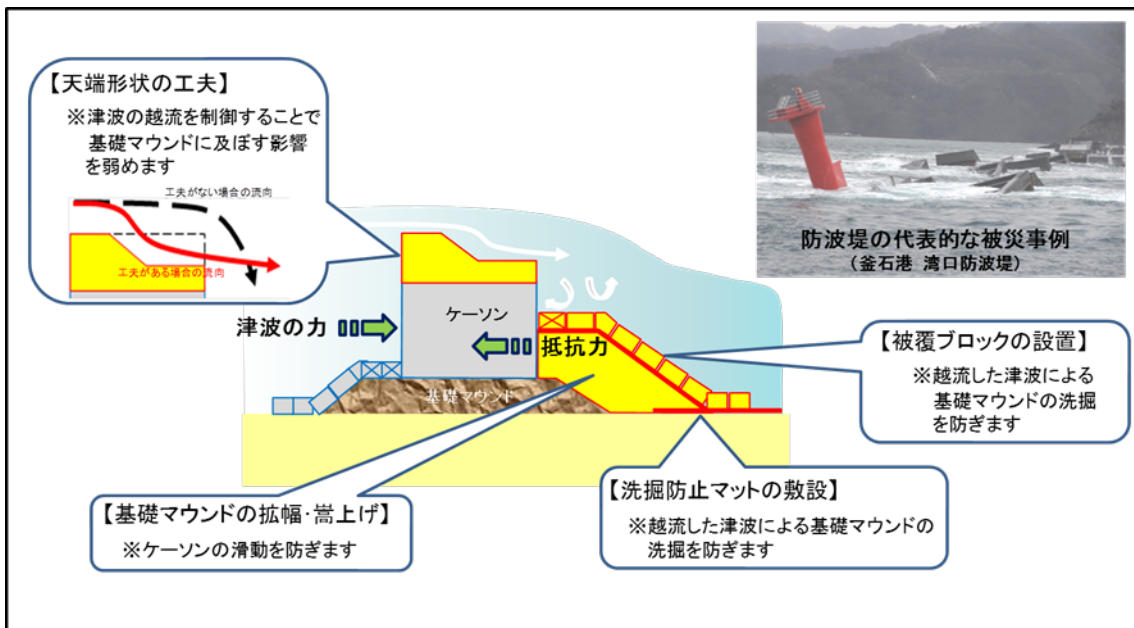 【天端形状の工夫】
※津波の越流を制御することで
基礎マウンドに及ぼす影響
を弱めます
工夫がない場合の流向
工夫がある場合の流向
防波堤の代表的な被災事例
(釜石港 湾口防波堤)
津波の力
ケーソン
抵抗力
基礎マウンド
【被覆ブロックの設置】
※越流した津波による
基礎マウンドの洗掘
を防ぎます
【基礎マウンドの拡幅・嵩上げ】
※ケーソンの滑動を防ぎます
【洗掘防止マットの敷設】
※越流した津波による基礎マウンドの
洗掘を防ぎます